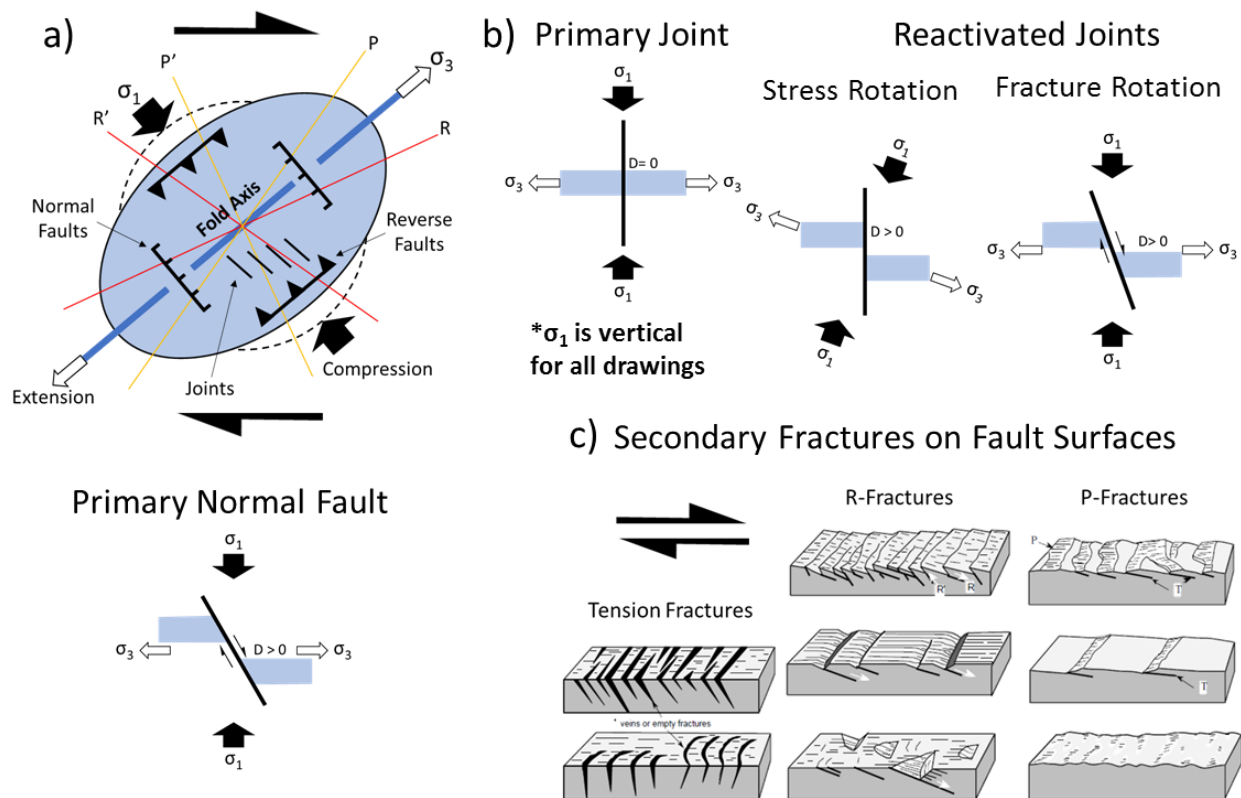 a)
P
P'
σ3
σ1
R'
R
Fold Axis
Normal
Faults
Reverse
Faults
Joints
Compression
Extension
b)
Primary Joint
Reactivated Joints
Stress Rotation
Fracture Rotation
σ1
D= 0
σ3
σ3
σ1
*σ1 is vertical
for all drawings
σ1
σ3
D > 0
σ3
σ1
σ1
σ3
D> 0
σ3
σ1
Primary Normal Fault
σ1
σ3
D > 0
σ3
σ1
c) Secondary Fractures on Fault Surfaces
R-Fractures
P-Fractures
Tension Fractures
R'
R
P
T
T
* veins or empty fractures